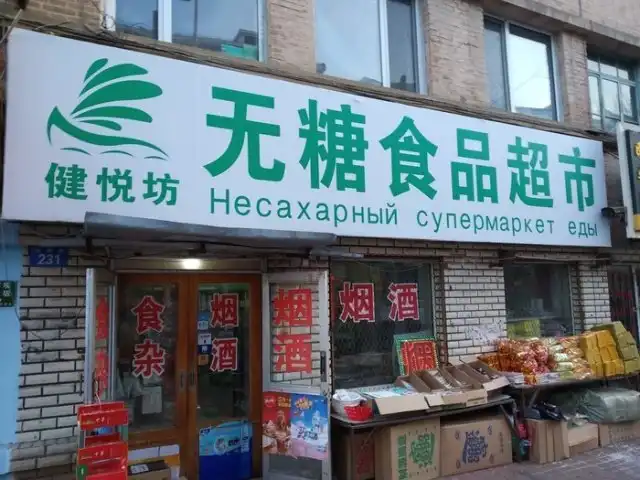 无糖食品超市
健悦坊
Несахарный супермаркет еды
231
食杂
烟酒
烟酒
烟酒